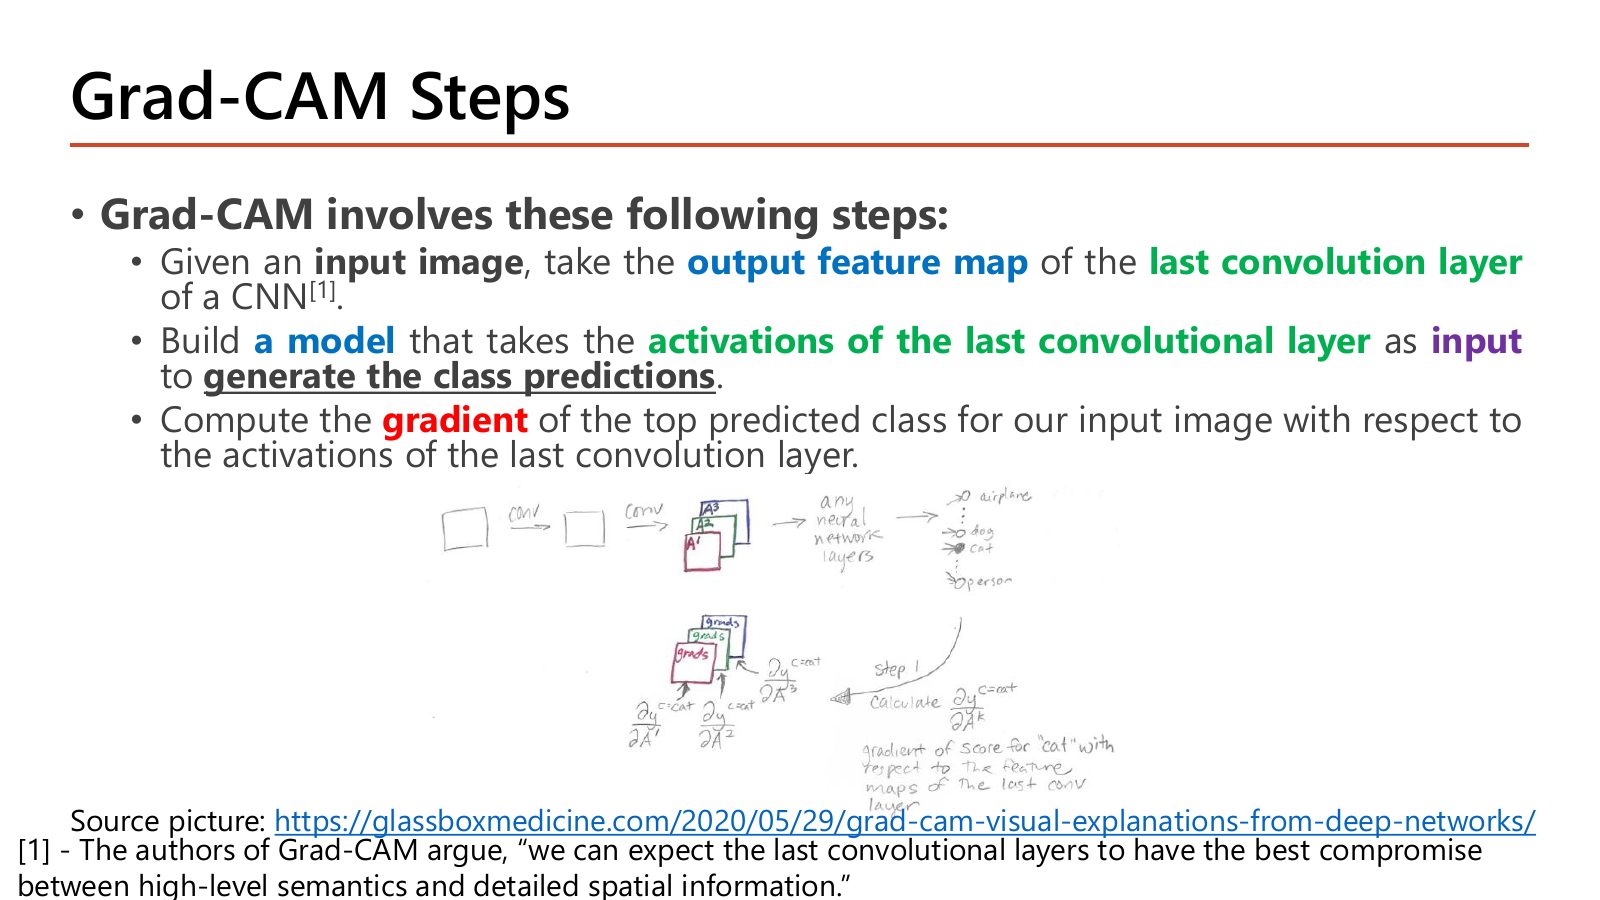 Grad-CAM Steps
• Grad-CAM involves these following steps:
• Given an input image, take the output feature map of the last convolution layer
of a CNN[1].
• Build a model that takes the activations of the last convolutional layer as input
to generate the class predictions.
• Compute the gradient of the top predicted class for our input image with respect to
the activations of the last convolution layer.
conv
conv
A³
A²
A¹
any
neural
network
layers
airplane
dog
cat
person
grads
grads
grads
∂y^c=cat
∂A¹
∂y^c=cat
∂A²
∂y^c=cat
∂A³
Step 1
calculate ∂y^c=cat
∂A^k
gradient of score for "cat" with
respect to the feature
maps of the last conv
layer
Source picture: https://glassboxmedicine.com/2020/05/29/grad-cam-visual-explanations-from-deep-networks/
[1] - The authors of Grad-CAM argue, “we can expect the last convolutional layers to have the best compromise
between high-level semantics and detailed spatial information.”